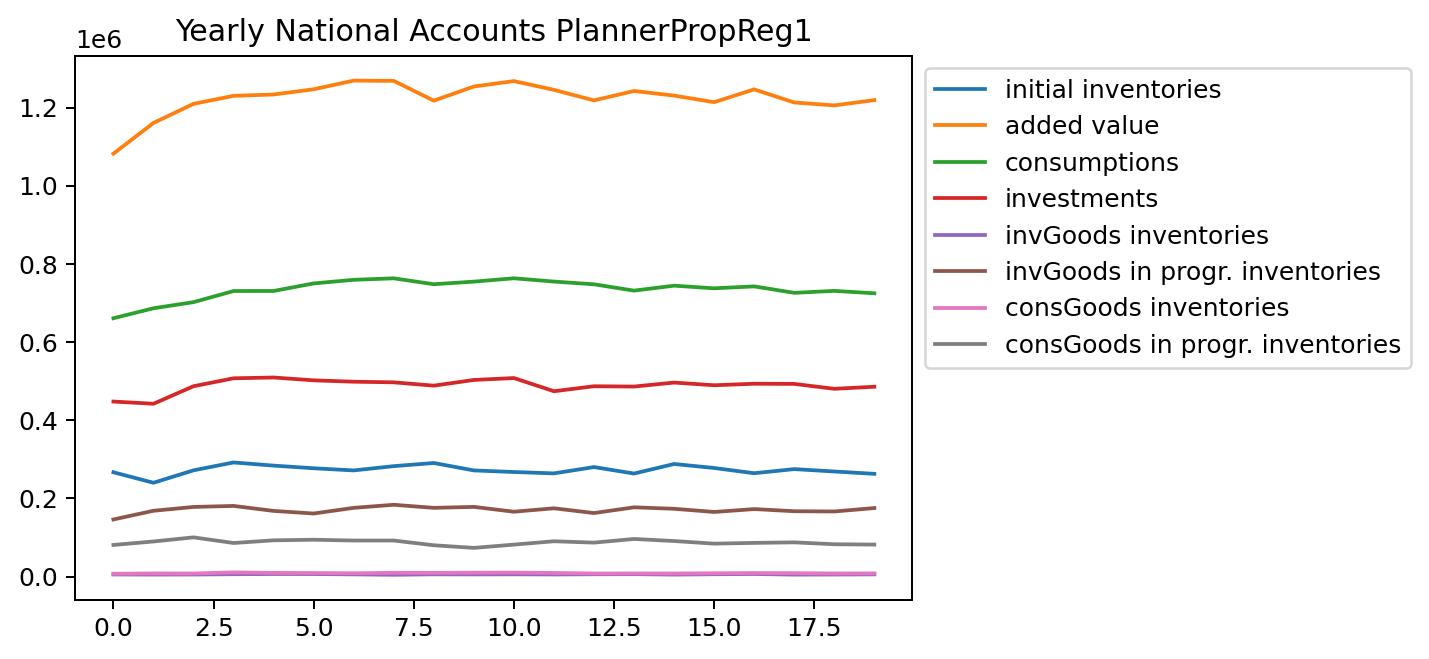 Yearly National Accounts PlannerPropReg1
1e6
1.2
1.0
0.8
0.6
0.4
0.2
0.0
0.0 2.5 5.0 7.5 10.0 12.5 15.0 17.5
initial inventories
added value
consumptions
investments
invGoods inventories
invGoods in progr. inventories
consGoods inventories
consGoods in progr. inventories